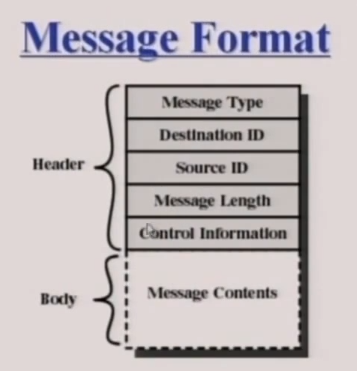 Message Format
Message Type
Destination ID
Header
Source ID
Message Length
Control Information
Body
Message Contents